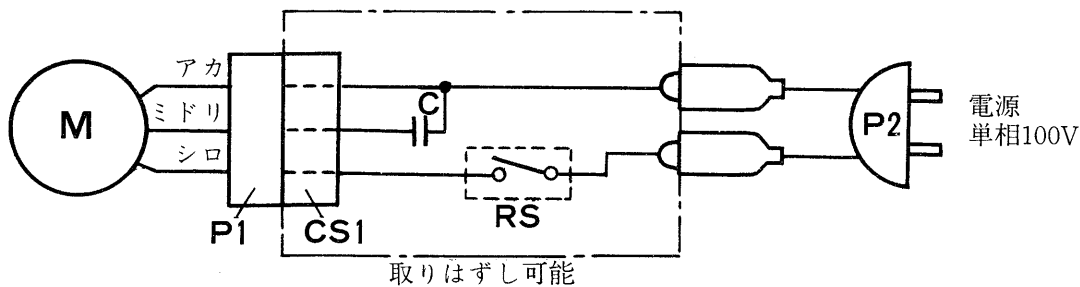 アカ
ミドリ
シロ
M
P1
CS1
C
RS
P2
電源
単相100V
取りはずし可能